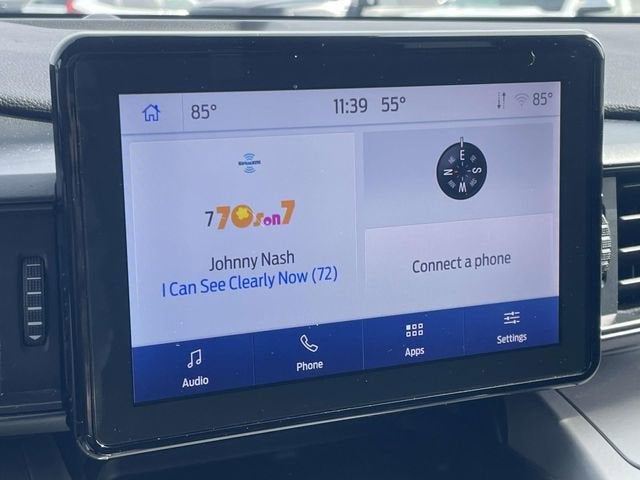 85° 11:39 55° 85°
SiriusXM
7 70s on 7
Johnny Nash
I Can See Clearly Now (72)
E
N S
W
Connect a phone
Audio Phone Apps Settings